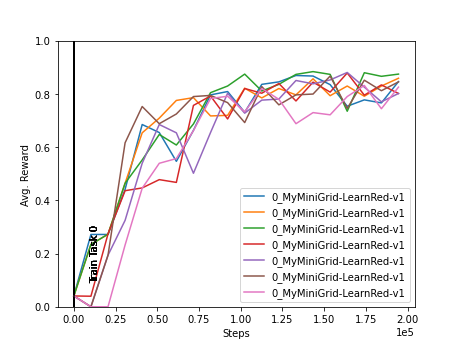 1.0
0.8
0.6
0.4
0.2
0.0
Avg. Reward
Train Task 0
0_MyMiniGrid-LearnRed-v1
0_MyMiniGrid-LearnRed-v1
0_MyMiniGrid-LearnRed-v1
0_MyMiniGrid-LearnRed-v1
0_MyMiniGrid-LearnRed-v1
0_MyMiniGrid-LearnRed-v1
0_MyMiniGrid-LearnRed-v1
0.00 0.25 0.50 0.75 1.00 1.25 1.50 1.75 2.00
1e5
Steps